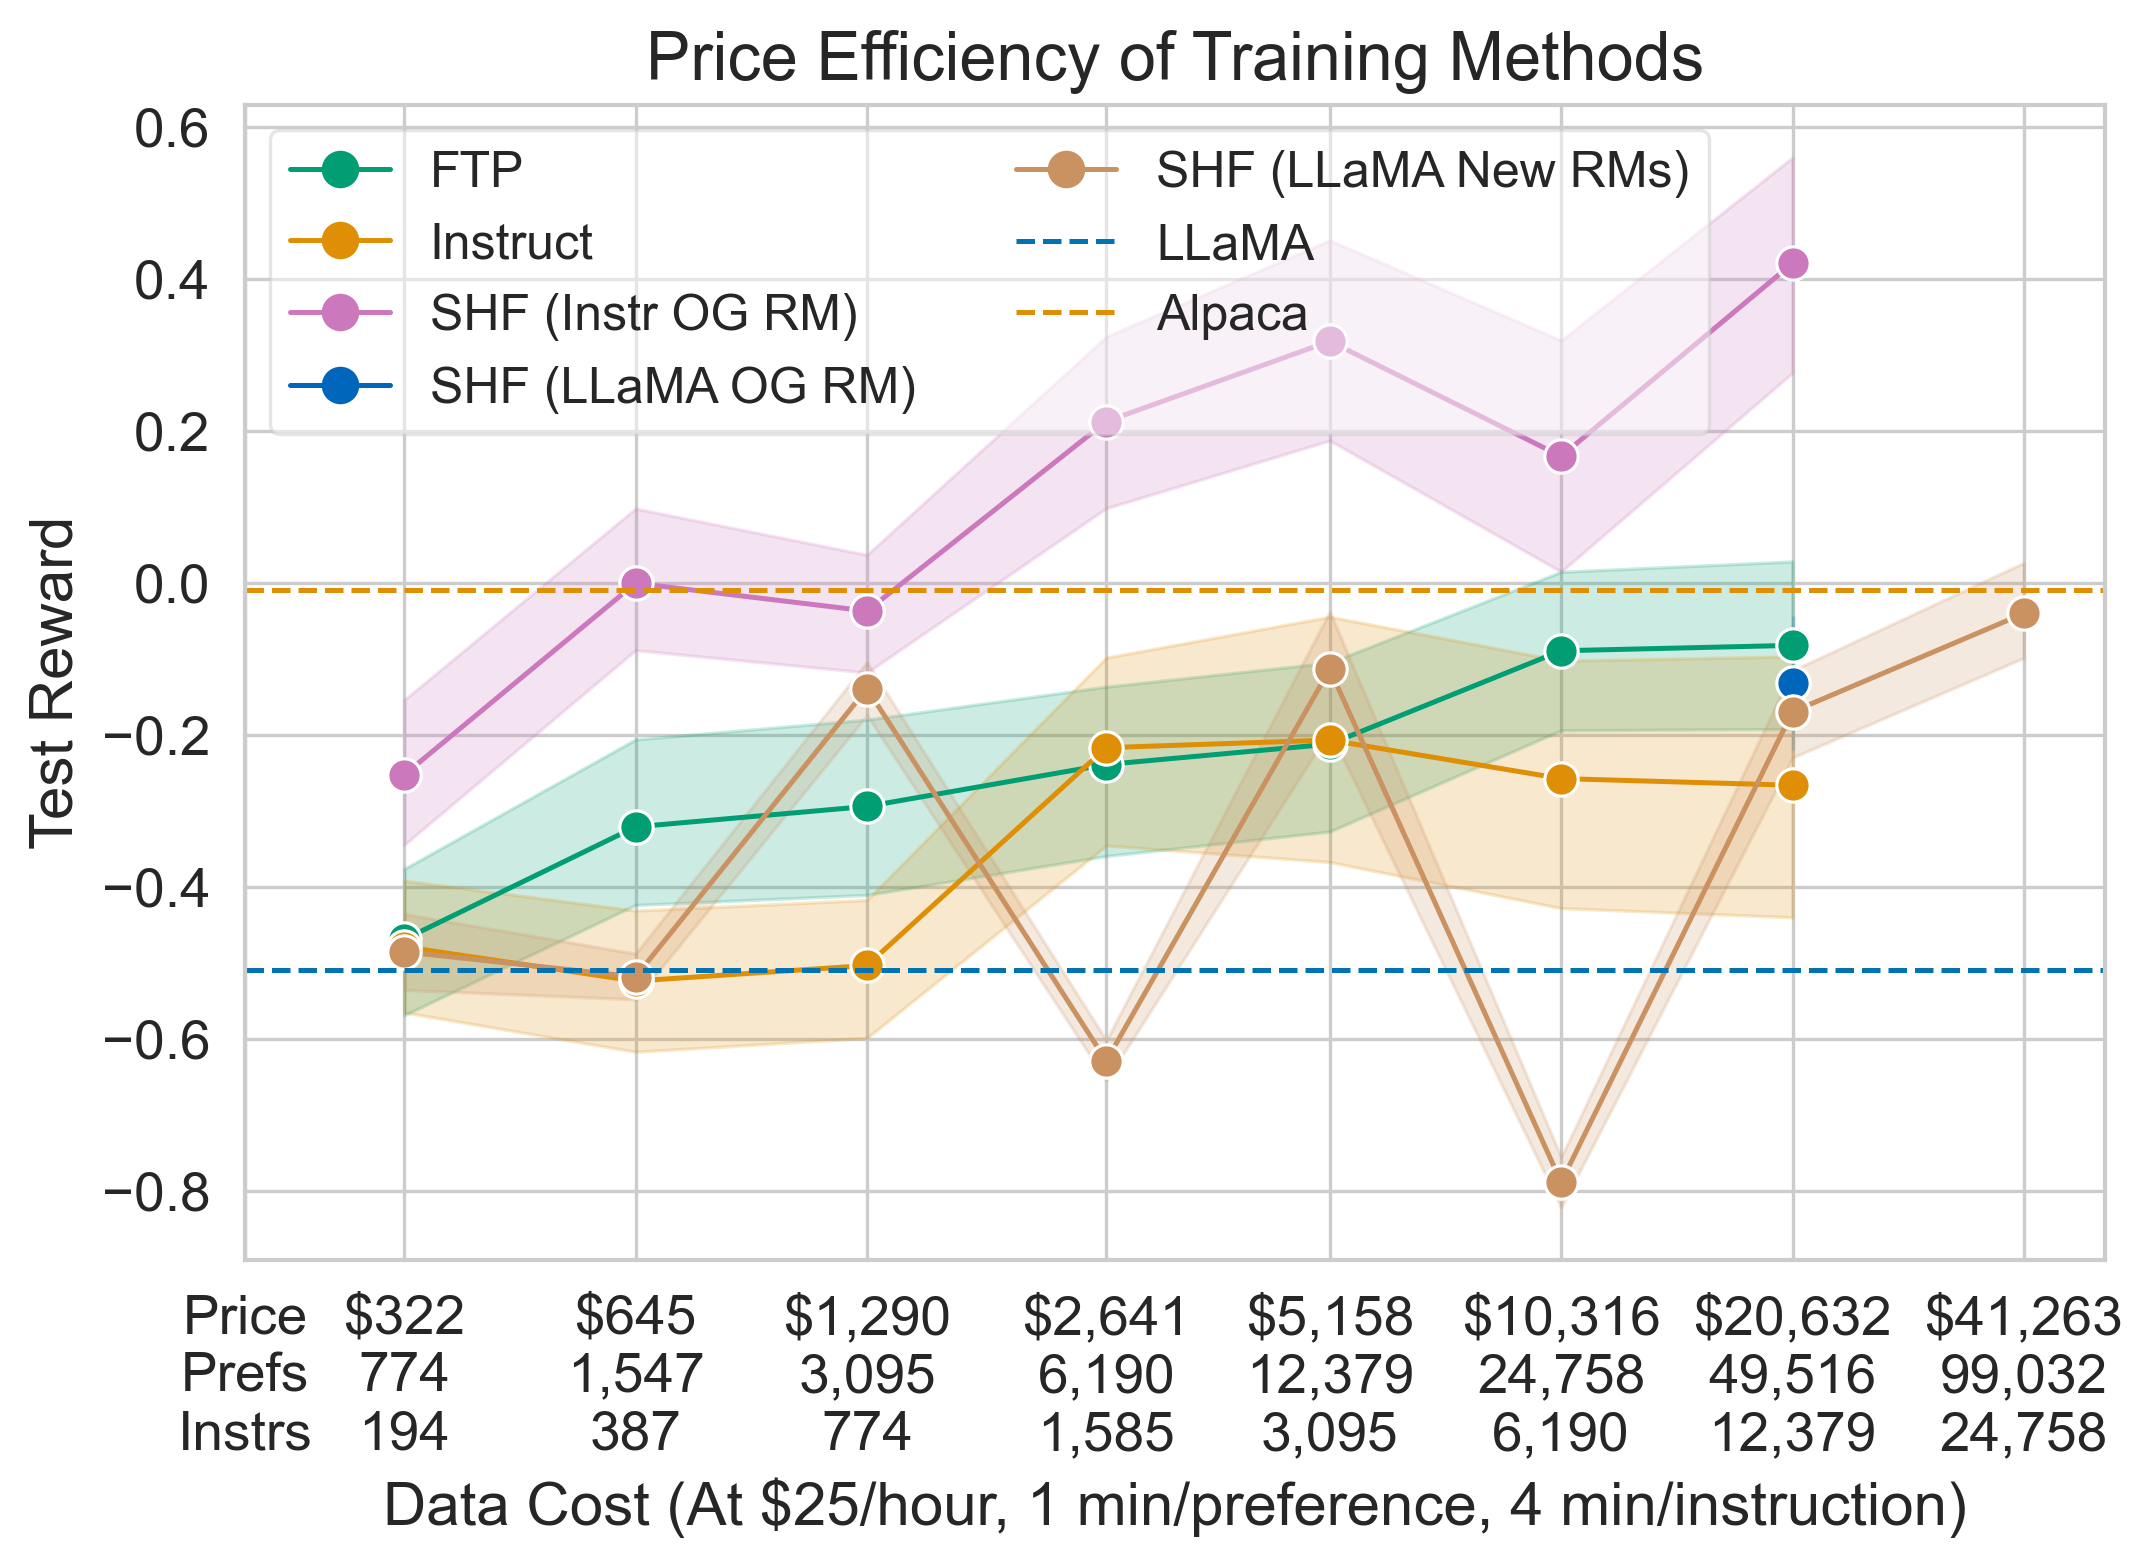 Price Efficiency of Training Methods
FTP
Instruct
SHF (Instr OG RM)
SHF (LLaMA OG RM)
SHF (LLaMA New RMs)
LLaMA
Alpaca
Test Reward
0.6
0.4
0.2
0.0
−0.2
−0.4
−0.6
−0.8
Price $322 $645 $1,290 $2,641 $5,158 $10,316 $20,632 $41,263
Prefs 774 1,547 3,095 6,190 12,379 24,758 49,516 99,032
Instrs 194 387 774 1,585 3,095 6,190 12,379 24,758
Data Cost (At $25/hour, 1 min/preference, 4 min/instruction)